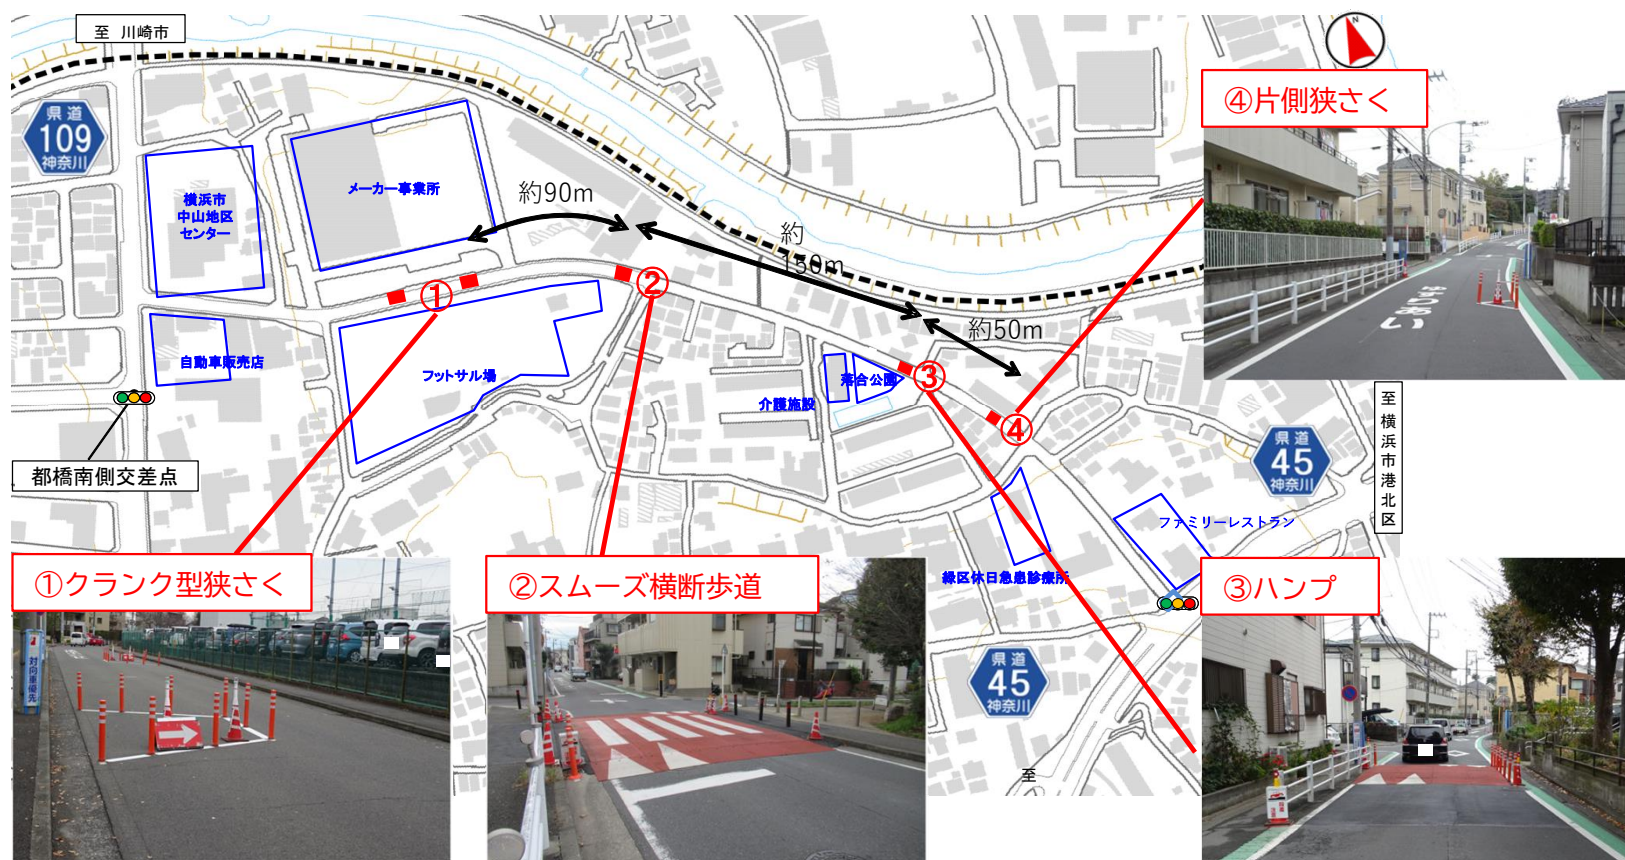 至 川崎市
県道
109
神奈川
横浜市
中山地区
センター
メーカー事業所
約90m
約
150m
約50m
①
②
③
④
自動車販売店
フットサル場
介護施設
落合公園
都橋南側交差点
④片側狭さく
N
至横浜市港北区
県道
45
神奈川
ファミリーレストラン
緑区休日急患診療所
県道
45
神奈川
至
①クランク型狭さく
対向車優先
②スムーズ横断歩道
③ハンプ